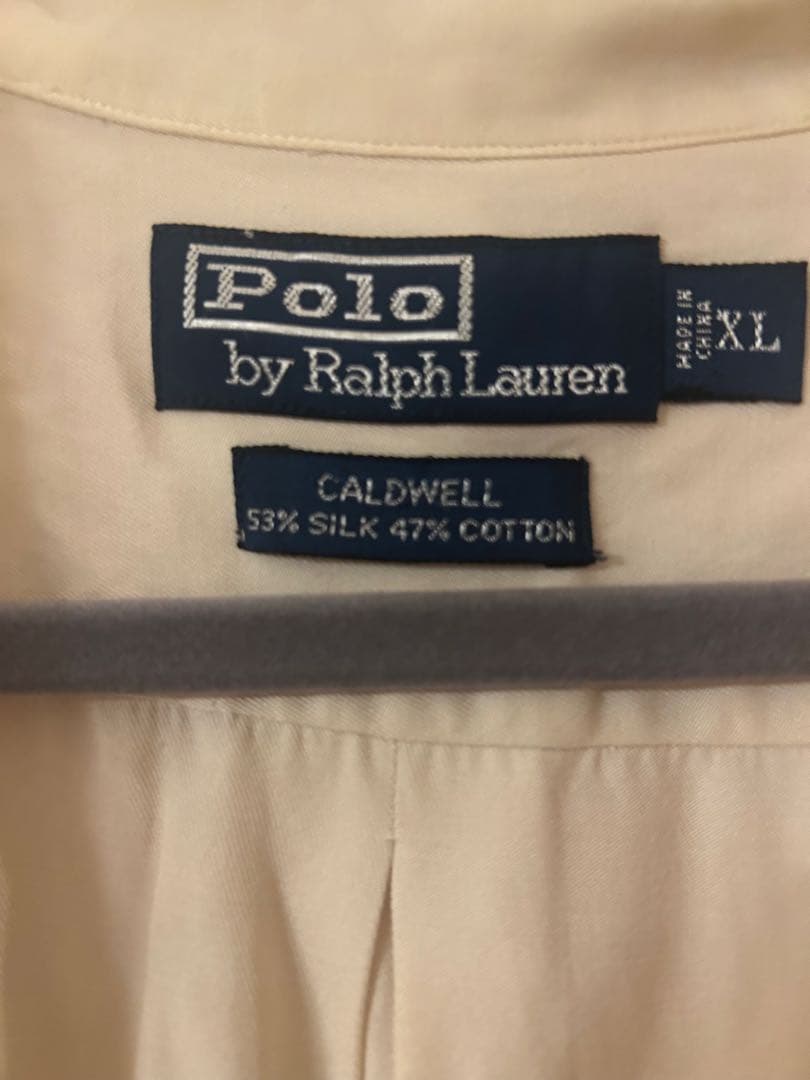 Polo
by Ralph Lauren
MADE IN
CHINA
XL
CALDWELL
53% SILK 47% COTTON